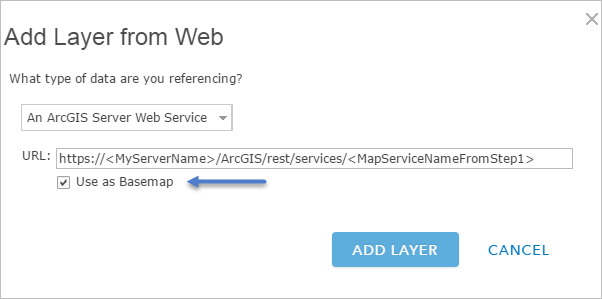 Add Layer from Web
What type of data are you referencing?
An ArcGIS Server Web Service
URL: https://<MyServerName>/ArcGIS/rest/services/<MapServiceNameFromStep1>
Use as Basemap
ADD LAYER CANCEL